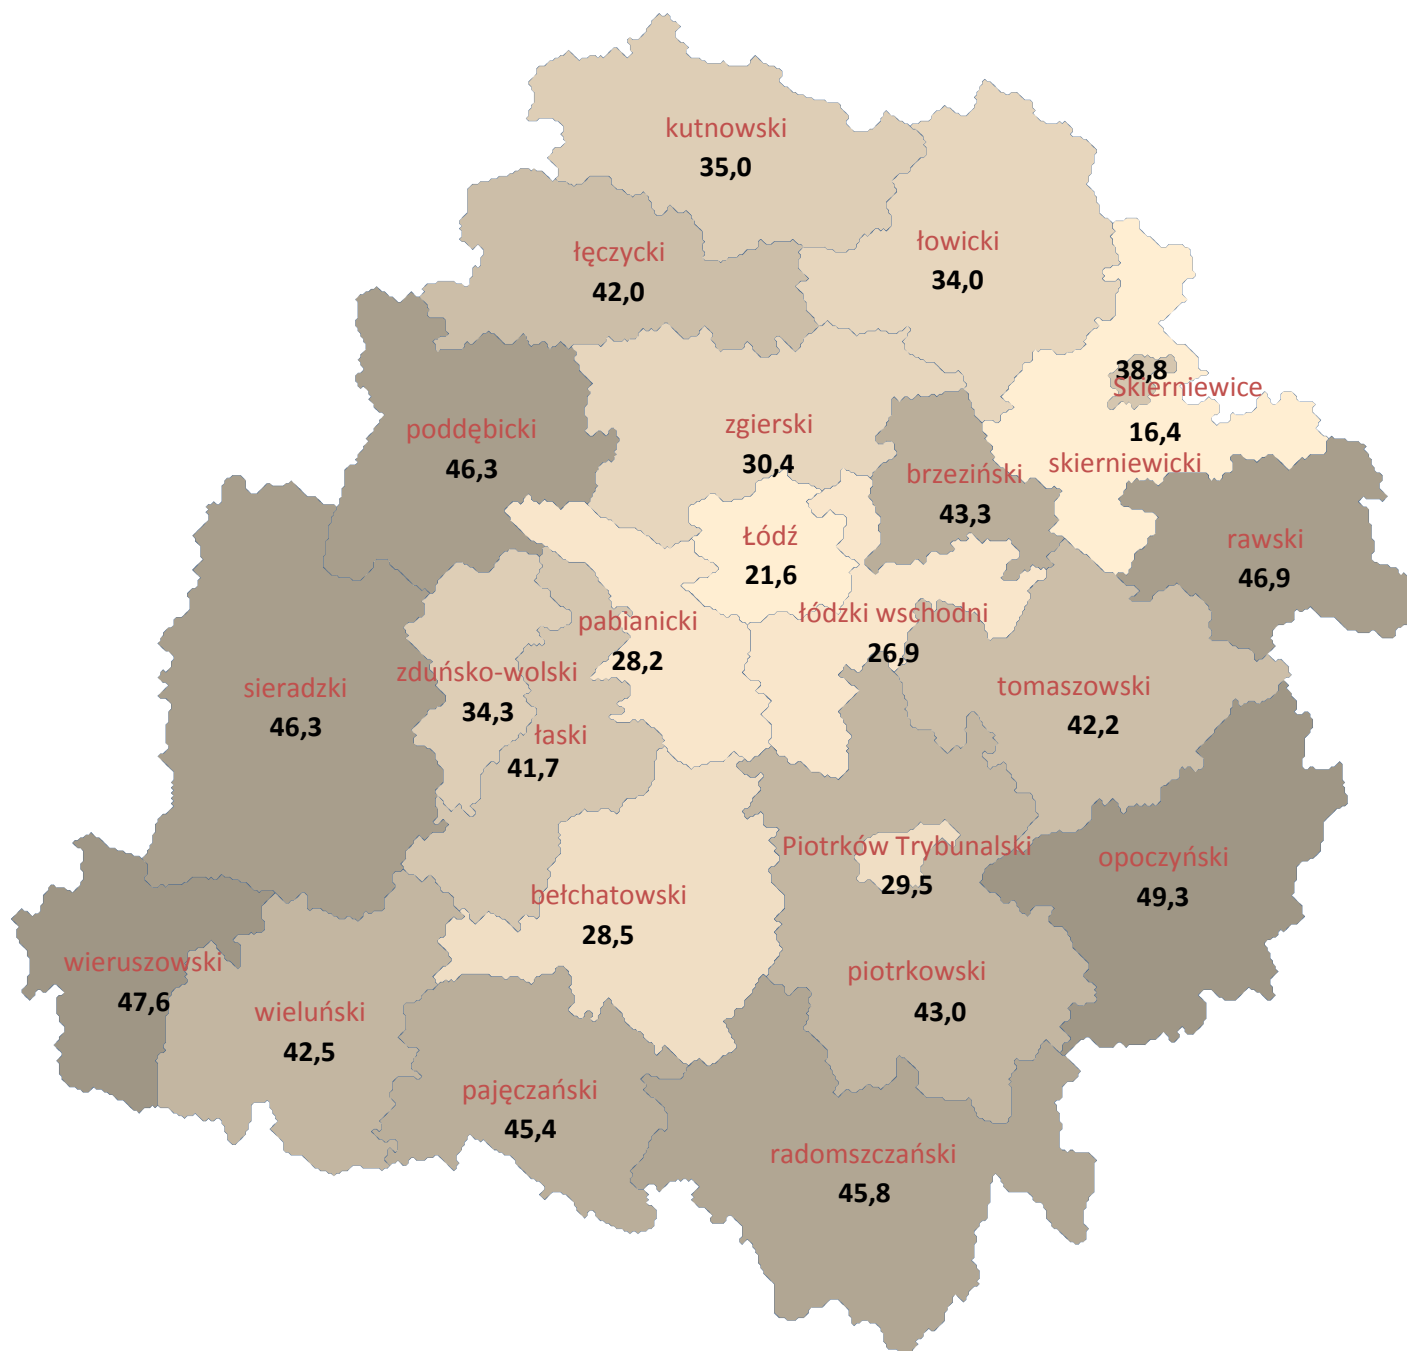 kutnowski
35,0
łęczycki
42,0
łowicki
34,0
38,8
Skierniewice
16,4
skierniewicki
poddębicki
46,3
zgierski
30,4
brzeziński
43,3
Łódź
21,6
rawski
46,9
pabianicki
28,2
łódzki wschodni
26,9
zduńsko-wolski
34,3
sieradzki
46,3
tomaszowski
42,2
łaski
41,7
Piotrków Trybunalski
29,5
opoczyński
49,3
bełchatowski
28,5
wieruszowski
47,6
piotrkowski
43,0
wieluński
42,5
pajęczański
45,4
radomszczański
45,8